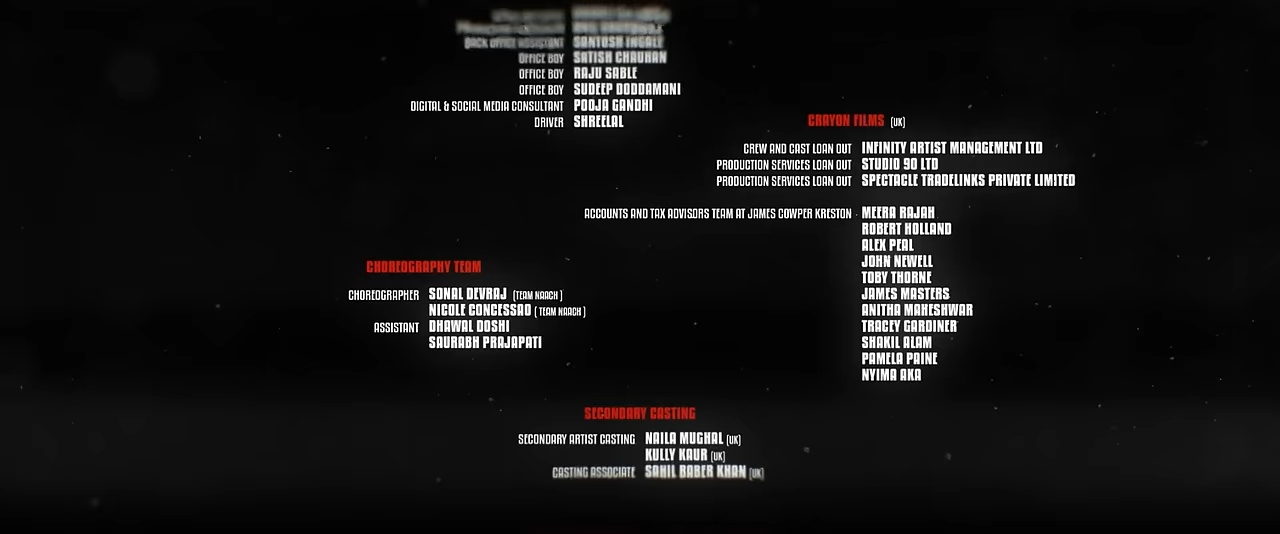 BACK OFFICE ASSISTANT SANTOSH INGALE
OFFICE BOY SATISH CHAUHAN
OFFICE BOY RAJU SABLE
OFFICE BOY SUDEEP DODDAMANI
DIGITAL & SOCIAL MEDIA CONSULTANT POOJA GANDHI
DRIVER SHREELAL
CRAYON FILMS (UK)
CREW AND CAST LOAN OUT INFINITY ARTIST MANAGEMENT LTD
PRODUCTION SERVICES LOAN OUT STUDIO 90 LTD
PRODUCTION SERVICES LOAN OUT SPECTACLE TRADELINKS PRIVATE LIMITED
ACCOUNTS AND TAX ADVISORS TEAM AT JAMES COWPER KRESTON MEERA RAJAH
ROBERT HOLLAND
ALEX PEAL
JOHN NEWELL
TOBY THORNE
JAMES MASTERS
ANITHA MAHESHWAR
TRACEY GARDINER
SHAKIL ALAM
PAMELA PAINE
NYIMA AKA
CHOREOGRAPHY TEAM
CHOREOGRAPHER SONAL DEVRAJ (TEAM NAACH )
NICOLE CONCESSAO ( TEAM NAACH )
ASSISTANT DHAWAL DOSHI
SAURABH PRAJAPATI
SECONDARY CASTING
SECONDARY ARTIST CASTING NAILA MUGHAL (UK)
KULLY KAUR (UK)
CASTING ASSOCIATE SAHIL BABER KHAN (UK)